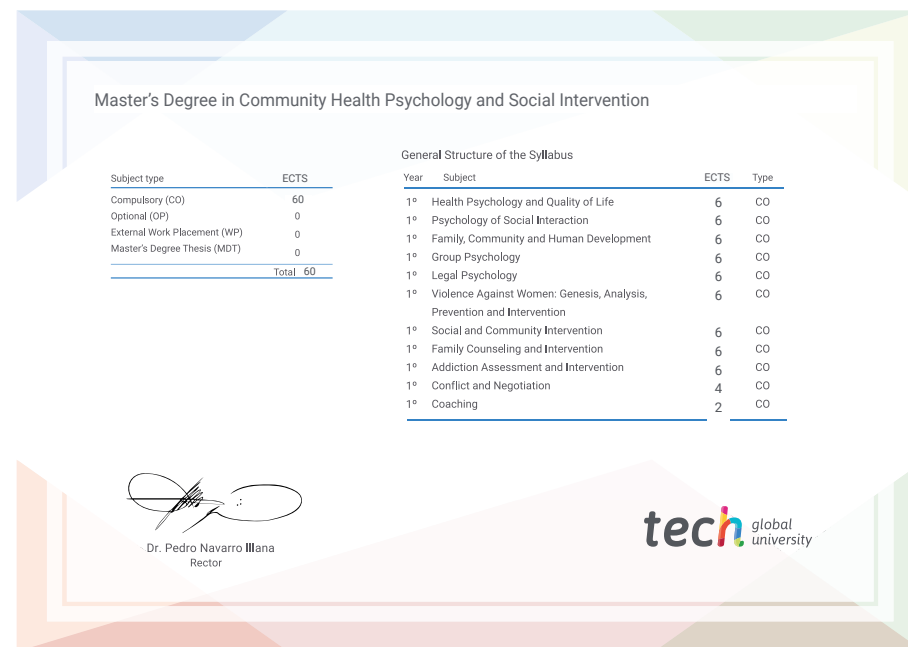 Master's Degree in Community Health Psychology and Social Intervention
Subject type ECTS
Compulsory (CO) 60
Optional (OP) 0
External Work Placement (WP) 0
Master's Degree Thesis (MDT) 0
Total 60
General Structure of the Syllabus
Year Subject ECTS Type
1º Health Psychology and Quality of Life 6 CO
1º Psychology of Social Interaction 6 CO
1º Family, Community and Human Development 6 CO
1º Group Psychology 6 CO
1º Legal Psychology 6 CO
1º Violence Against Women: Genesis, Analysis, 6 CO
Prevention and Intervention
1º Social and Community Intervention 6 CO
1º Family Counseling and Intervention 6 CO
1º Addiction Assessment and Intervention 6 CO
1º Conflict and Negotiation 4 CO
1º Coaching 2 CO
Dr. Pedro Navarro Illana
Rector
tech global
university